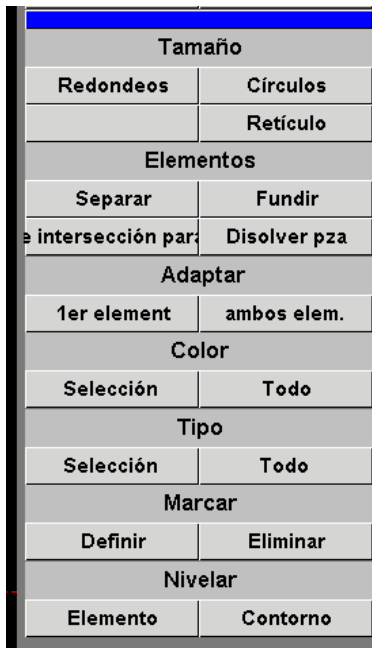 Tamaño
Redondeos Círculos
Retículo
Elementos
Separar Fundir
e intersección para Disolver pza
Adaptar
1er element ambos elem.
Color
Selección Todo
Tipo
Selección Todo
Marcar
Definir Eliminar
Nivelar
Elemento Contorno